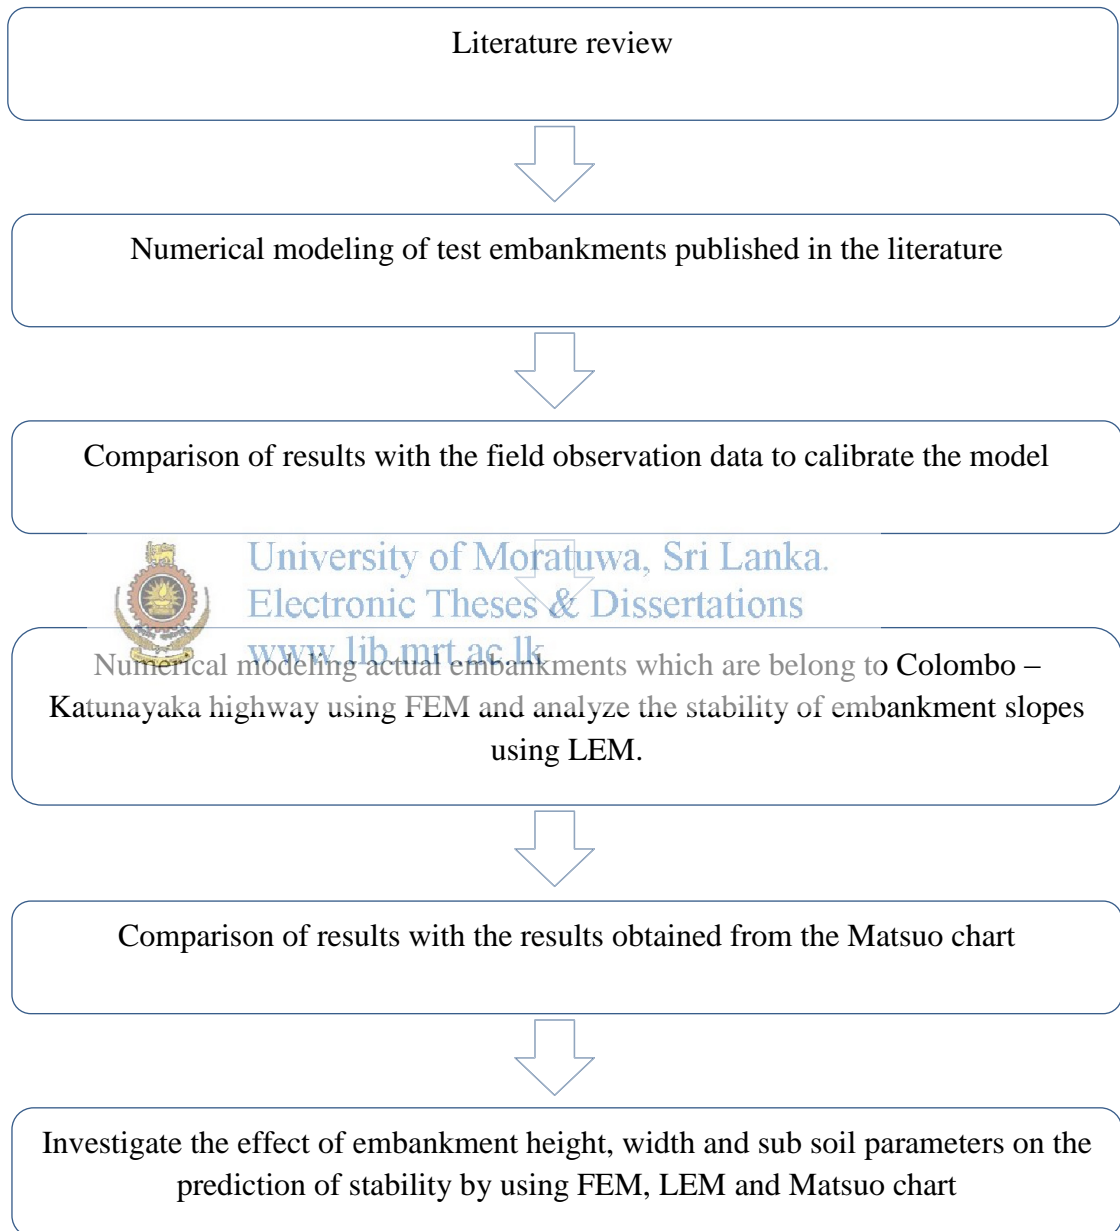 Literature review
Numerical modeling of test embankments published in the literature
Comparison of results with the field observation data to calibrate the model
University of Moratuwa, Sri Lanka.
Electronic Theses & Dissertations
www.lib.mrt.ac.lk
Numerical modeling actual embankments which are belong to Colombo –
Katunayaka highway using FEM and analyze the stability of embankment slopes
using LEM.
Comparison of results with the results obtained from the Matsuo chart
Investigate the effect of embankment height, width and sub soil parameters on the
prediction of stability by using FEM, LEM and Matsuo chart